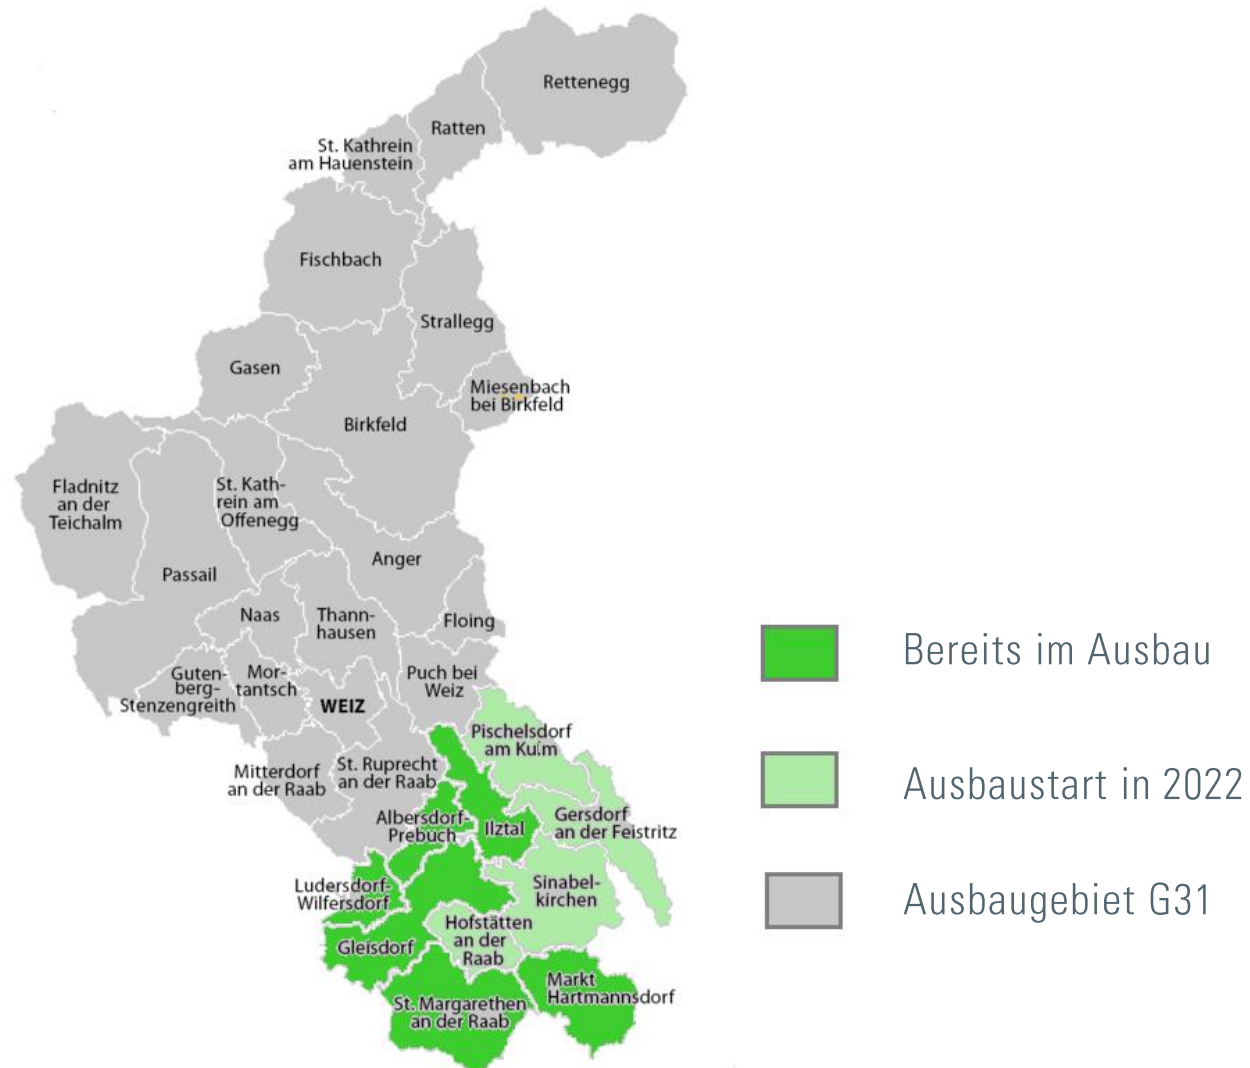 Rettenegg
Ratten
St. Kathrein
am Hauenstein
Fischbach
Strallegg
Gasen
Miesenbach
bei Birkfeld
Birkfeld
Fladnitz
an der
Teichalm
St. Kath-
rein am
Offenegg
Anger
Passail
Naas
Thann-
hausen
Floing
Guten-
berg-
Stenzengreith
Mor-
tantsch
WEIZ
Puch bei
Weiz
Pischelsdorf
am Kulm
Mitterdorf
an der Raab
St. Ruprecht
an der Raab
Albersdorf-
Prebuch
Ilztal
Gersdorf
an der Feistritz
Ludersdorf-
Wilfersdorf
Sinabel-
kirchen
Gleisdorf
Hofstätten
an der
Raab
Markt
Hartmannsdorf
St. Margarethen
an der Raab
Bereits im Ausbau
Ausbaustart in 2022
Ausbaugebiet G31